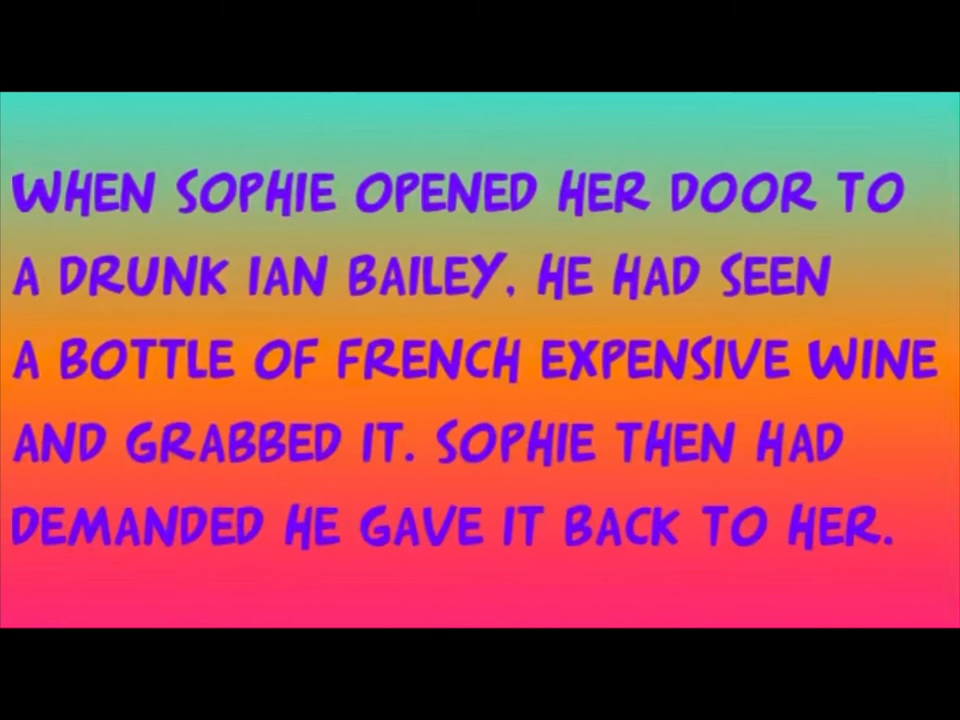 WHEN SOPHIE OPENED HER DOOR TO
A DRUNK IAN BAILEY, HE HAD SEEN
A BOTTLE OF FRENCH EXPENSIVE WINE
AND GRABBED IT. SOPHIE THEN HAD
DEMANDED HE GAVE IT BACK TO HER.